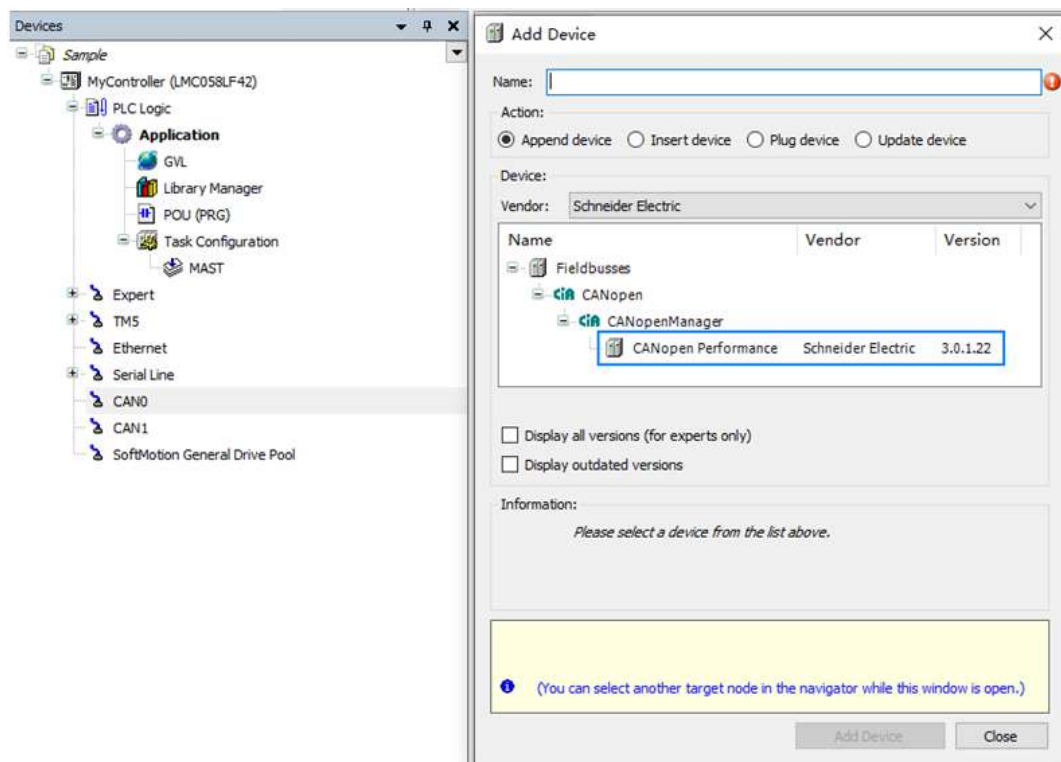 Devices
Sample
MyController (LMC058LF42)
PLC Logic
Application
GVL
Library Manager
POU (PRG)
Task Configuration
MAST
Expert
TM5
Ethernet
Serial Line
CAN0
CAN1
SoftMotion General Drive Pool
Add Device
Name:
Action:
Append device Insert device Plug device Update device
Device:
Vendor: Schneider Electric
Name Vendor Version
Fieldbusses
CiA CANopen
CiA CANopenManager
CANopen Performance Schneider Electric 3.0.1.22
Display all versions (for experts only)
Display outdated versions
Information:
Please select a device from the list above.
(You can select another target node in the navigator while this window is open.)
Add Device Close